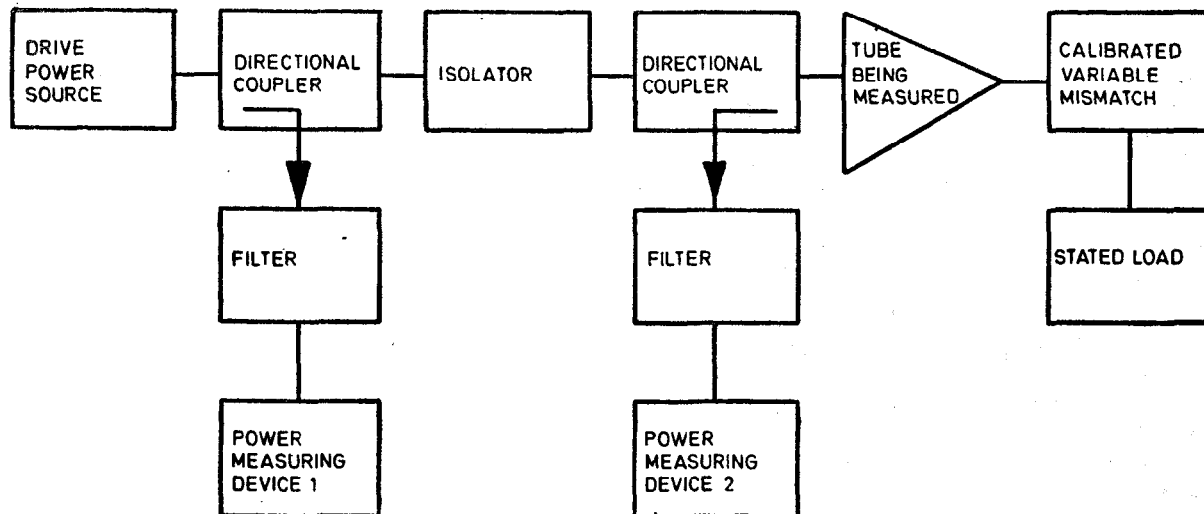 DRIVE
POWER
SOURCE
DIRECTIONAL
COUPLER
ISOLATOR
DIRECTIONAL
COUPLER
TUBE
BEING
MEASURED
CALIBRATED
VARIABLE
MISMATCH
FILTER
FILTER
STATED LOAD
POWER
MEASURING
DEVICE 1
POWER
MEASURING
DEVICE 2